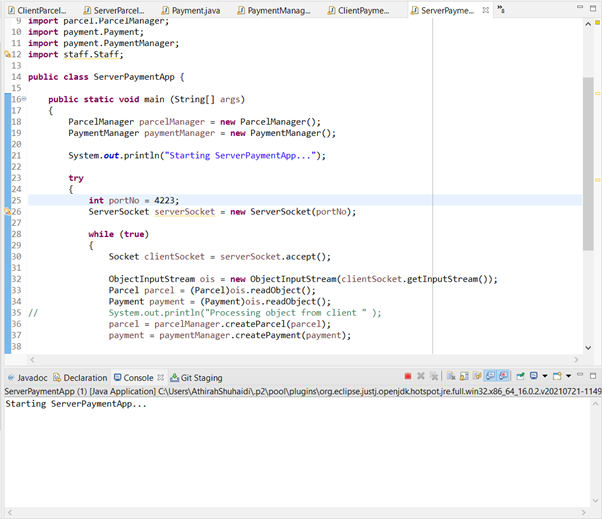 ClientParcel... ServerParcel... Payment.java PaymentManag... ClientPayme... ServerPayme... »8
9 import parcel.ParcelManager;
10 import payment.Payment;
11 import payment.PaymentManager;
12 import staff.Staff;
13
14 public class ServerPaymentApp {
15
16 public static void main (String[] args)
17 {
18 ParcelManager parcelManager = new ParcelManager();
19 PaymentManager paymentManager = new PaymentManager();
20
21 System.out.println("Starting ServerPaymentApp...");
22
23 try
24 {
25 int portNo = 4223;
26 ServerSocket serverSocket = new ServerSocket(portNo);
27
28 while (true)
29 {
30 Socket clientSocket = serverSocket.accept();
31
32 ObjectInputStream ois = new ObjectInputStream(clientSocket.getInputStream());
33 Parcel parcel = (Parcel)ois.readObject();
34 Payment payment = (Payment)ois.readObject();
35 // System.out.println("Processing object from client " );
36 parcel = parcelManager.createParcel(parcel);
37 payment = paymentManager.createPayment(payment);
38
Javadoc Declaration Console Git Staging
ServerPaymentApp (1) [Java Application] C:\Users\AthirahShuhaidi\.p2\pool\plugins\org.eclipse.justj.openjdk.hotspot.jre.full.win32.x86_64_16.0.2.v20210721-1149
Starting ServerPaymentApp...